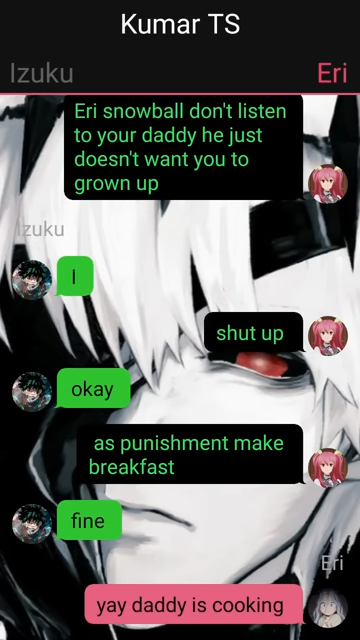 Kumar TS
Izuku
Eri
Eri snowball don't listen
to your daddy he just
doesn't want you to
grown up
Izuku
I
shut up
okay
as punishment make
breakfast
fine
Eri
yay daddy is cooking